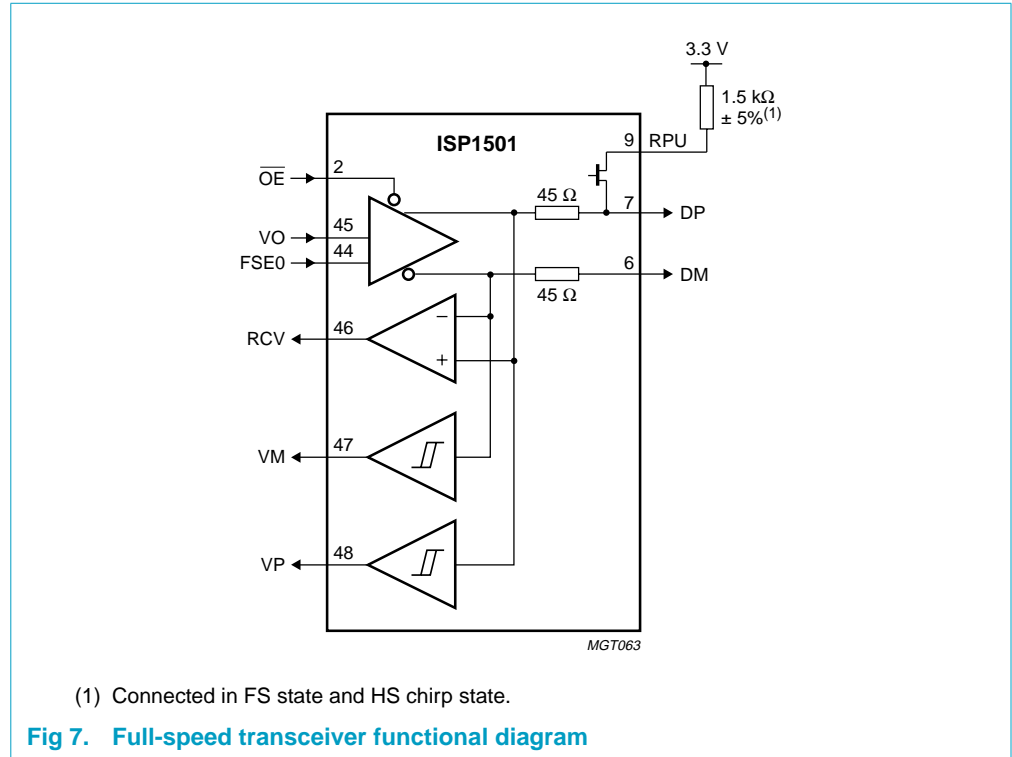 3.3 V
1.5 kΩ
± 5%(1)
ISP1501
9 RPU
2
OE
45 Ω
7 DP
VO 45
FSE0 44
6 DM
45 Ω
RCV 46
−
+
VM 47
VP 48
MGT063
(1) Connected in FS state and HS chirp state.
Fig 7. Full-speed transceiver functional diagram